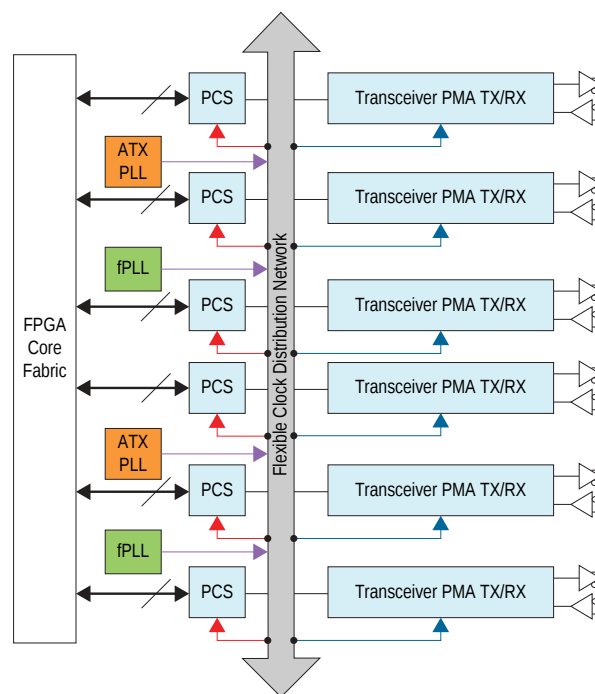 PCS
Transceiver PMA TX/RX
ATX
PLL
PCS
Transceiver PMA TX/RX
fPLL
PCS
Transceiver PMA TX/RX
FPGA
Core
Fabric
Flexible Clock Distribution Network
PCS
Transceiver PMA TX/RX
ATX
PLL
PCS
Transceiver PMA TX/RX
fPLL
PCS
Transceiver PMA TX/RX